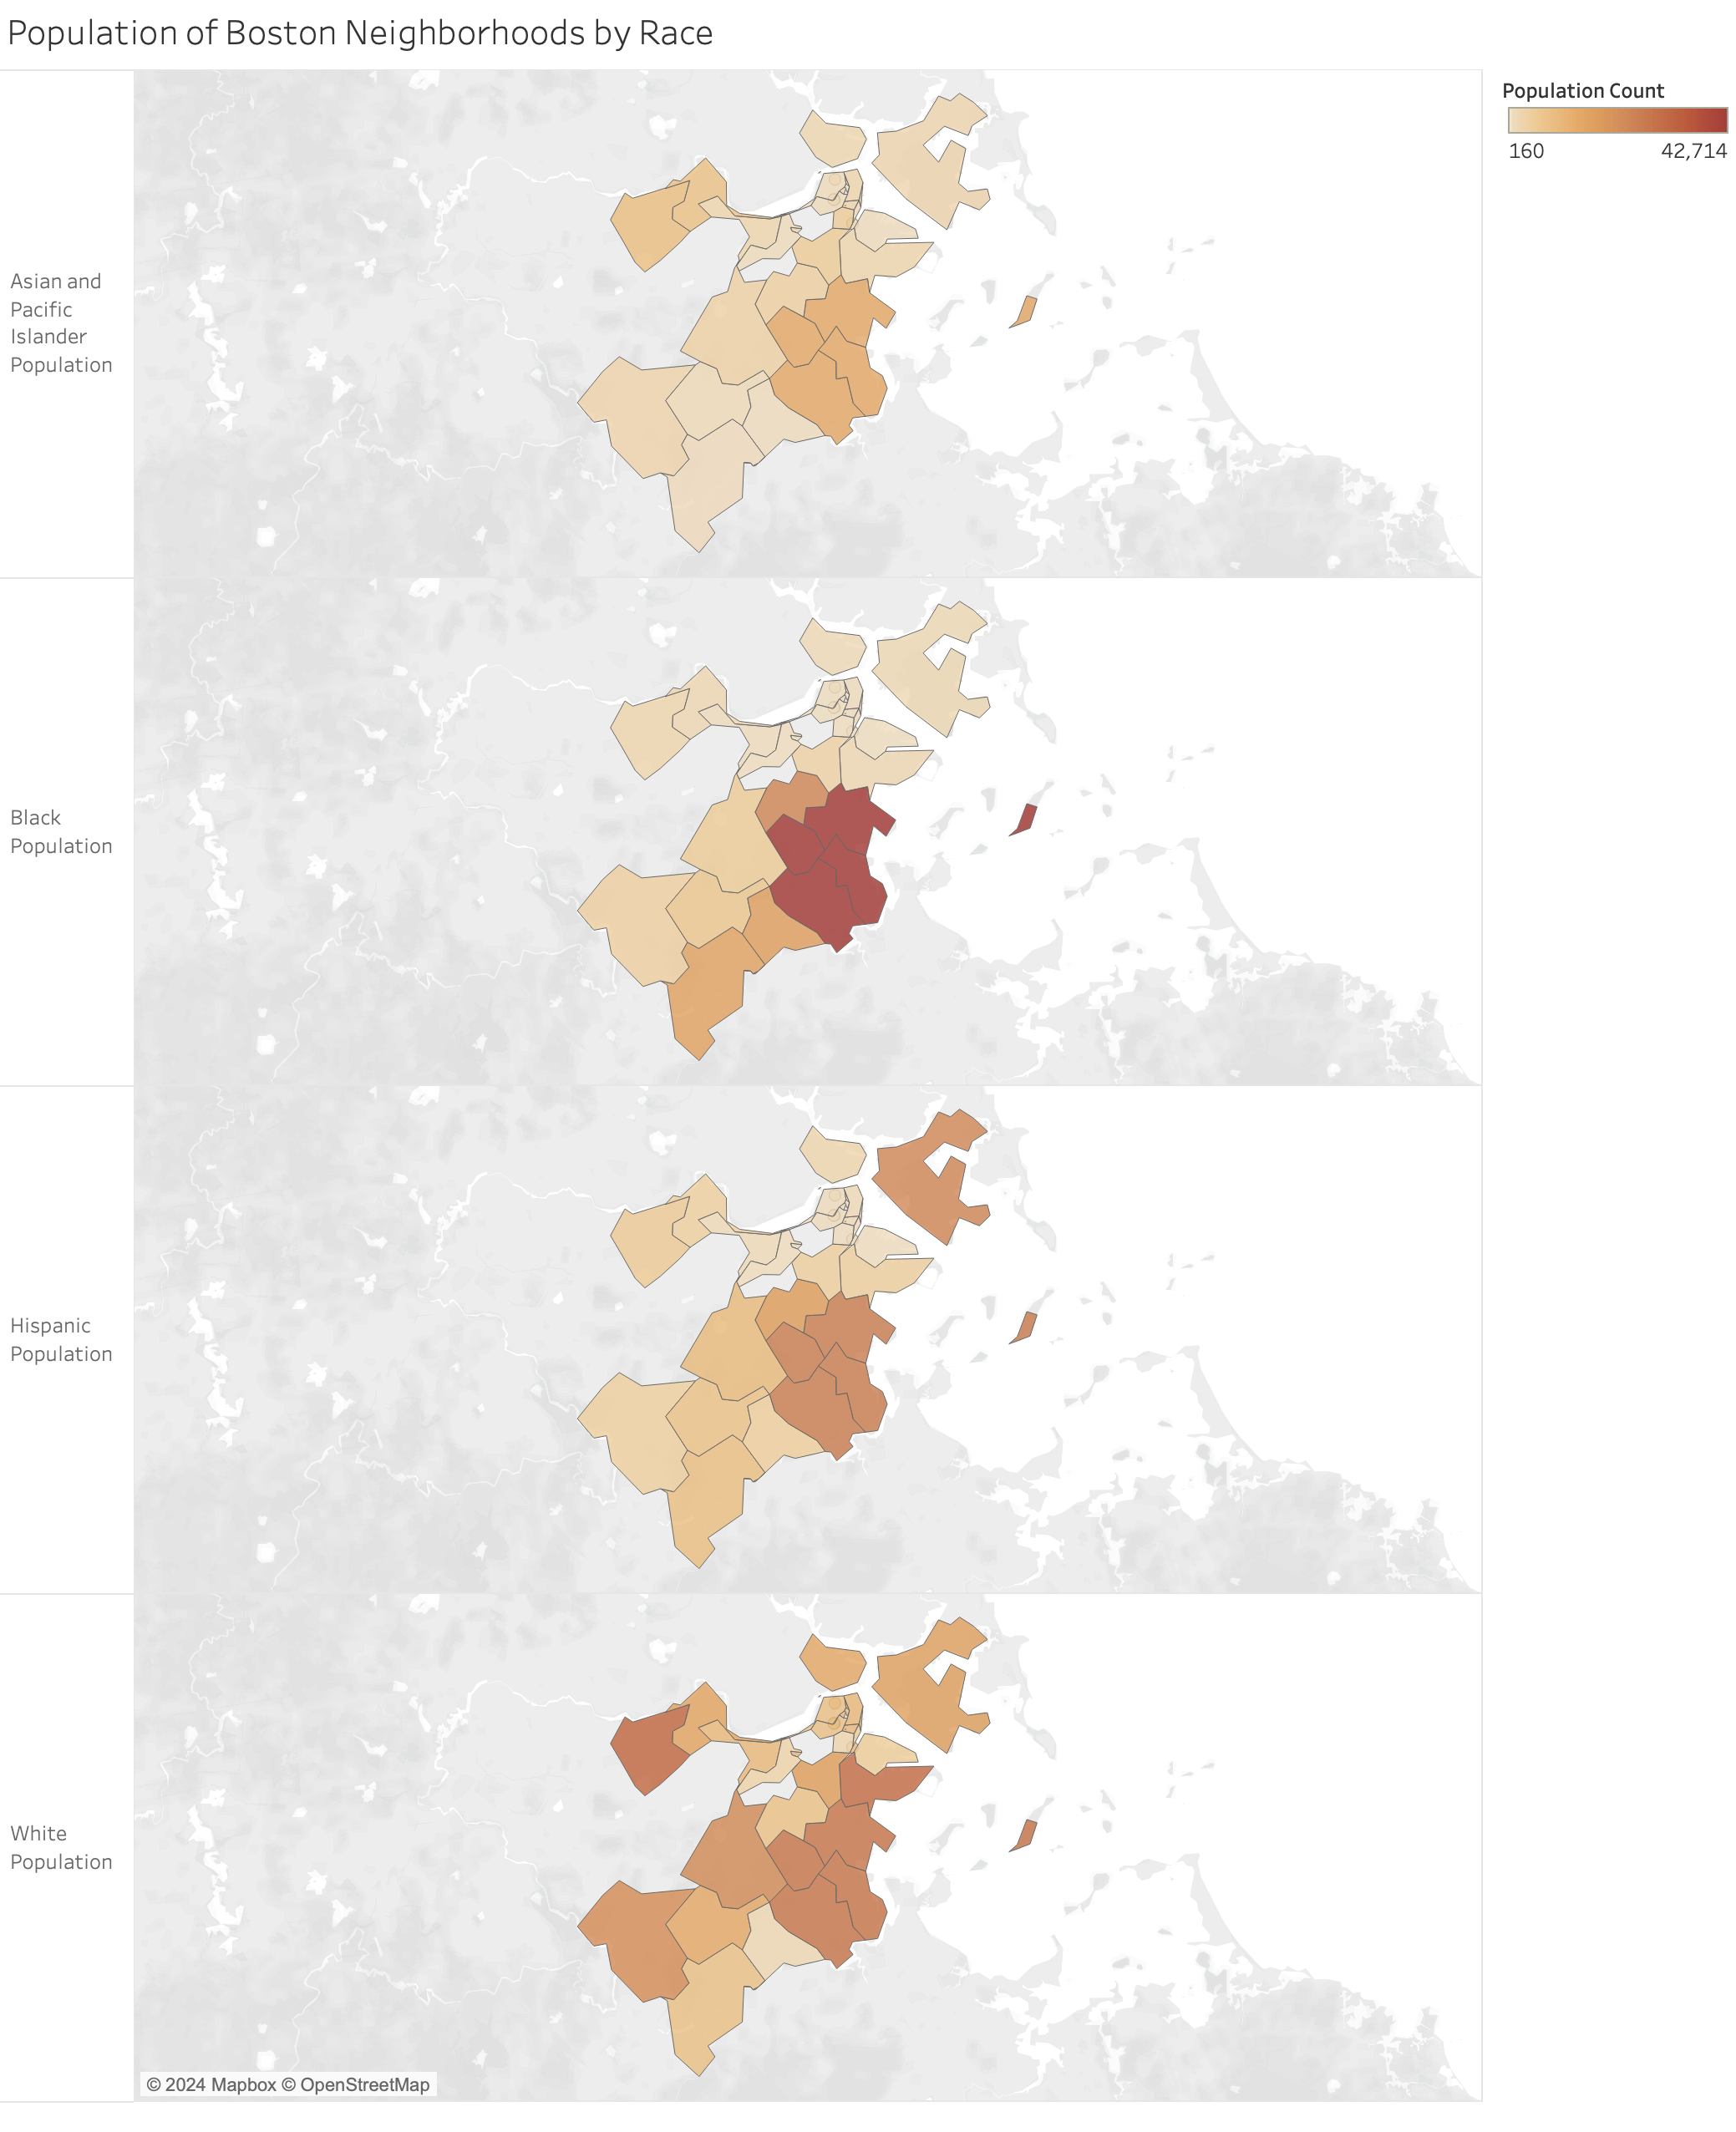 Population of Boston Neighborhoods by Race
Population Count
160 42,714
Asian and
Pacific
Islander
Population
Black
Population
Hispanic
Population
White
Population
© 2024 Mapbox © OpenStreetMap